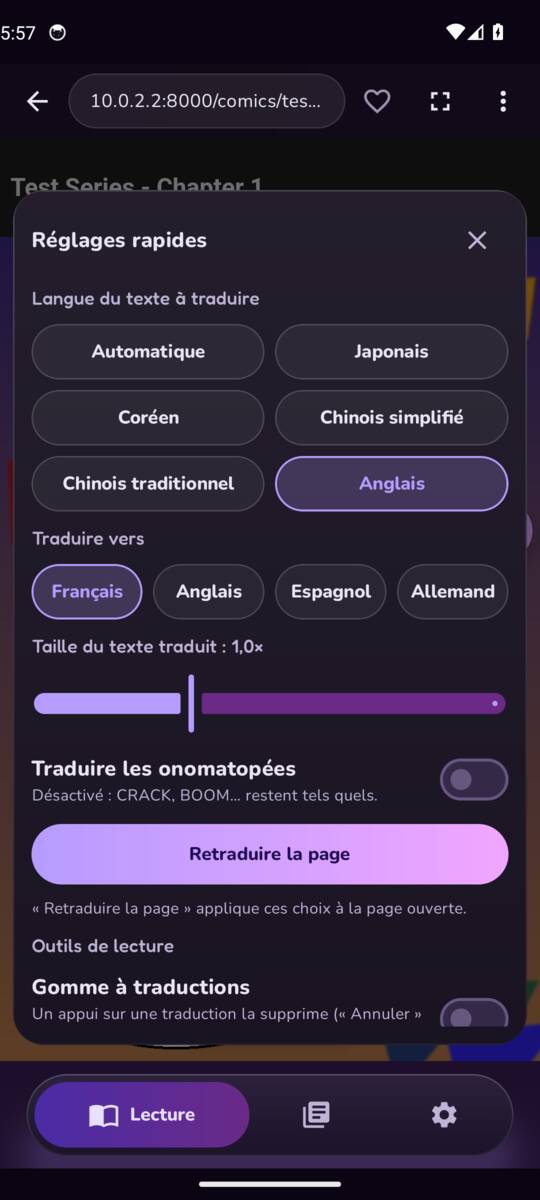 5:57
10.0.2.2:8000/comics/tes...
Test Series - Chapter 1
Réglages rapides
Langue du texte à traduire
Automatique
Japonais
Coréen
Chinois simplifié
Chinois traditionnel
Anglais
Traduire vers
Français
Anglais
Espagnol
Allemand
Taille du texte traduit : 1,0×
Traduire les onomatopées
Désactivé : CRACK, BOOM… restent tels quels.
Retraduire la page
« Retraduire la page » applique ces choix à la page ouverte.
Outils de lecture
Gomme à traductions
Un appui sur une traduction la supprime (« Annuler »
Lecture